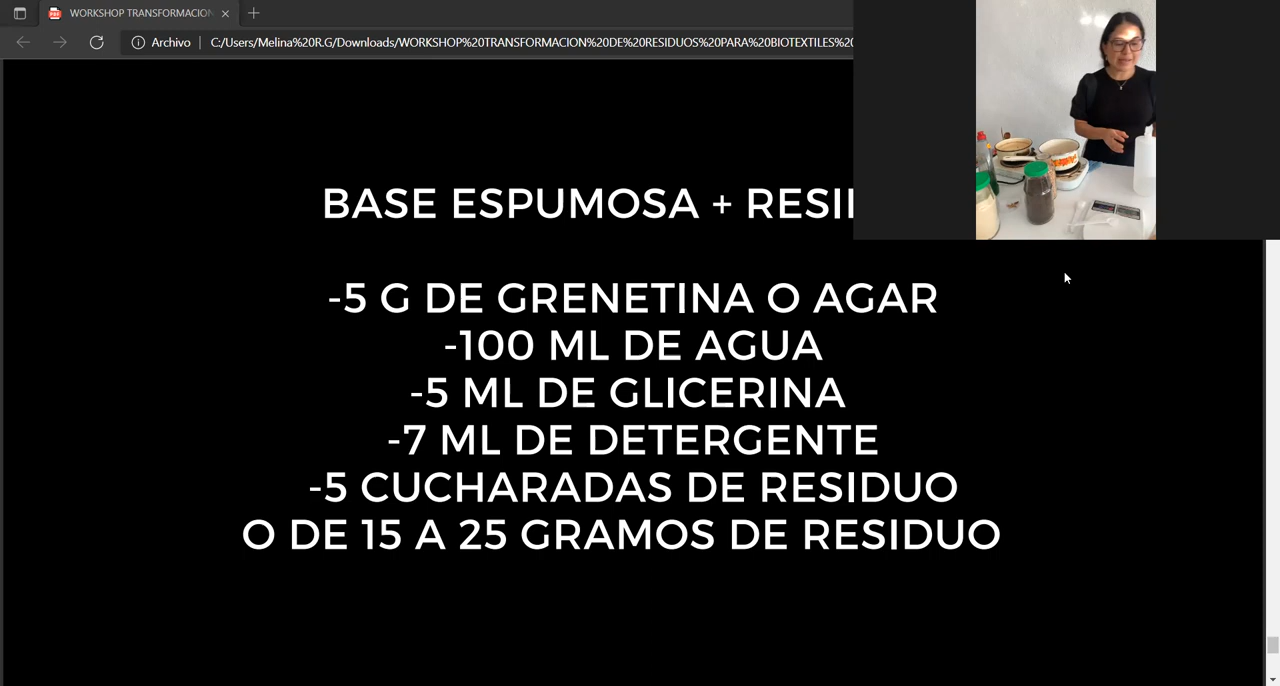 WORKSHOP TRANSFORMACION
Archivo
C:/Users/Melina%20R.G/Downloads/WORKSHOP%20TRANSFORMACION%20DE%20RESIDUOS%20PARA%20BIOTEXTILES%20
BASE ESPUMOSA + RESI
-5 G DE GRENETINA O AGAR
-100 ML DE AGUA
-5 ML DE GLICERINA
-7 ML DE DETERGENTE
-5 CUCHARADAS DE RESIDUO
O DE 15 A 25 GRAMOS DE RESIDUO